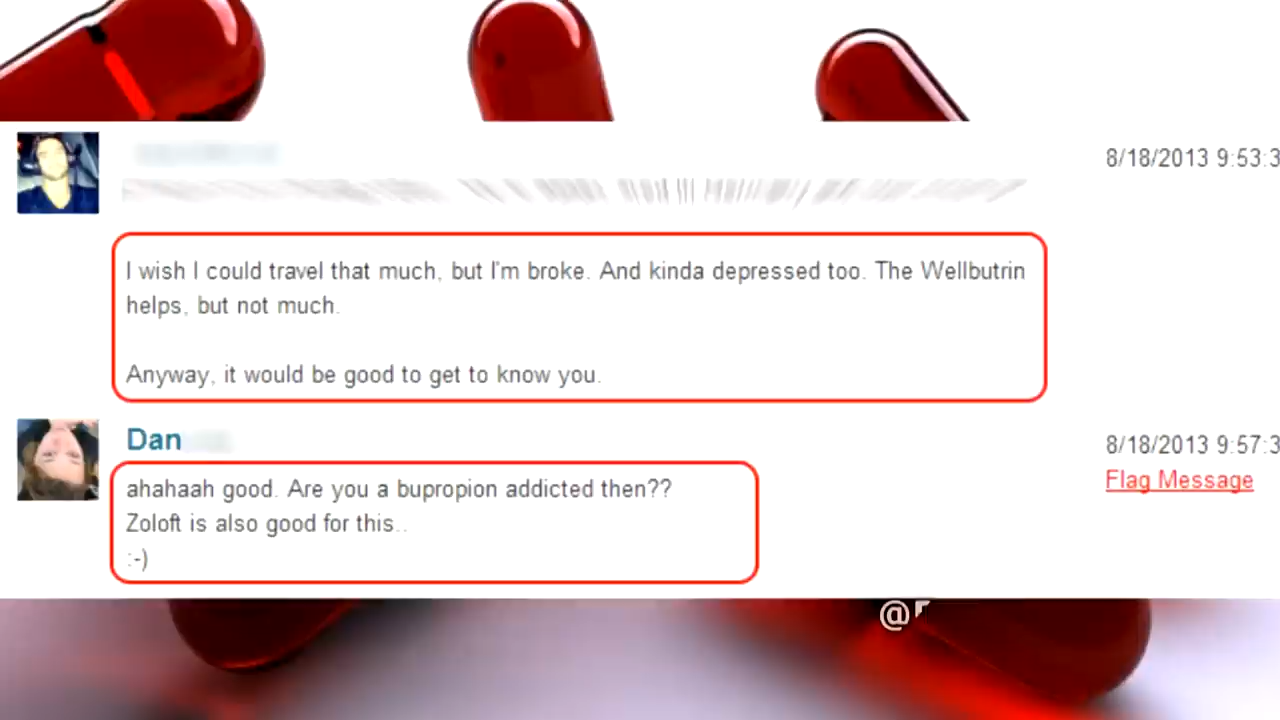 8/18/2013 9:53:3
I wish I could travel that much, but I'm broke. And kinda depressed too. The Wellbutrin
helps, but not much.
Anyway, it would be good to get to know you.
Dan
8/18/2013 9:57:3
ahahaah good. Are you a bupropion addicted then??
Flag Message
Zoloft is also good for this..
:-)
@